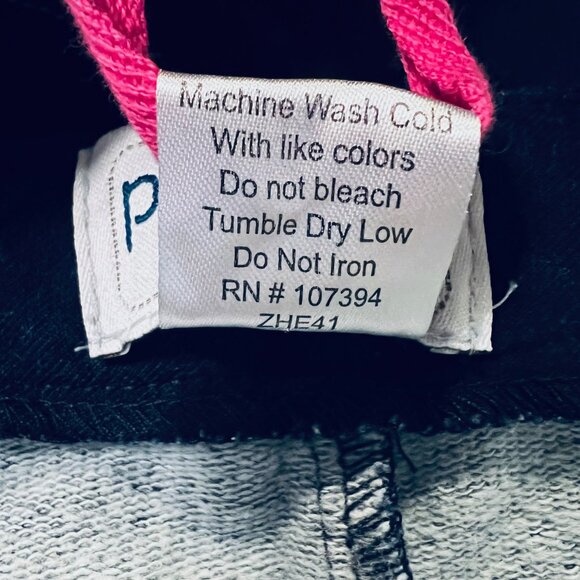 Machine Wash Cold
With like colors
Do not bleach
Tumble Dry Low
Do Not Iron
RN # 107394
ZHE41